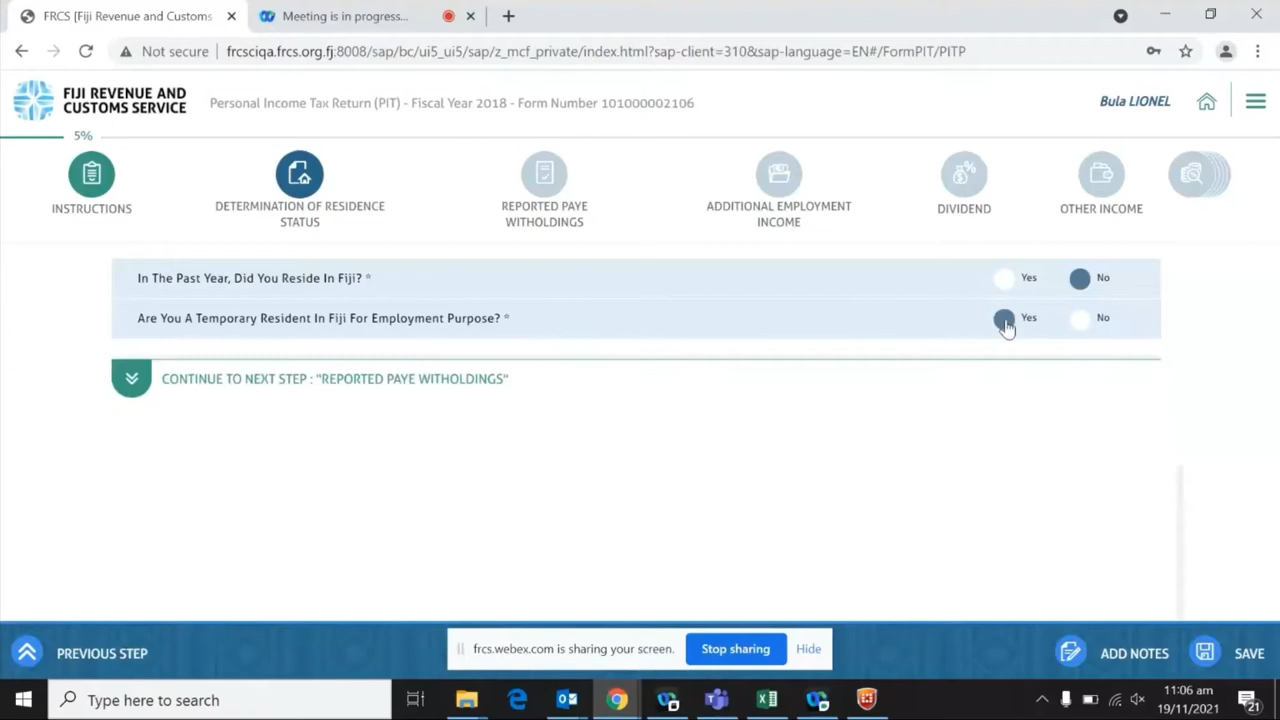 FRCS [Fiji Revenue and Customs
Meeting is in progress...
Not secure
frcsciqa.frcs.org.fj:8008/sap/bc/ui5_ui5/sap/z_mcf_private/index.html?sap-client=310&sap-language=EN#/FormPIT/PITP
FIJI REVENUE AND
CUSTOMS SERVICE
Personal Income Tax Return (PIT) - Fiscal Year 2018 - Form Number 101000002106
Bula LIONEL
5%
INSTRUCTIONS
DETERMINATION OF RESIDENCE
STATUS
REPORTED PAYE
WITHOLDINGS
ADDITIONAL EMPLOYMENT
INCOME
DIVIDEND
OTHER INCOME
In The Past Year, Did You Reside In Fiji? *
Yes
No
Are You A Temporary Resident In Fiji For Employment Purpose? *
Yes
No
CONTINUE TO NEXT STEP : "REPORTED PAYE WITHOLDINGS"
PREVIOUS STEP
frcs.webex.com is sharing your screen.
Stop sharing
Hide
ADD NOTES
SAVE
Type here to search
11:06 am
19/11/2021
21